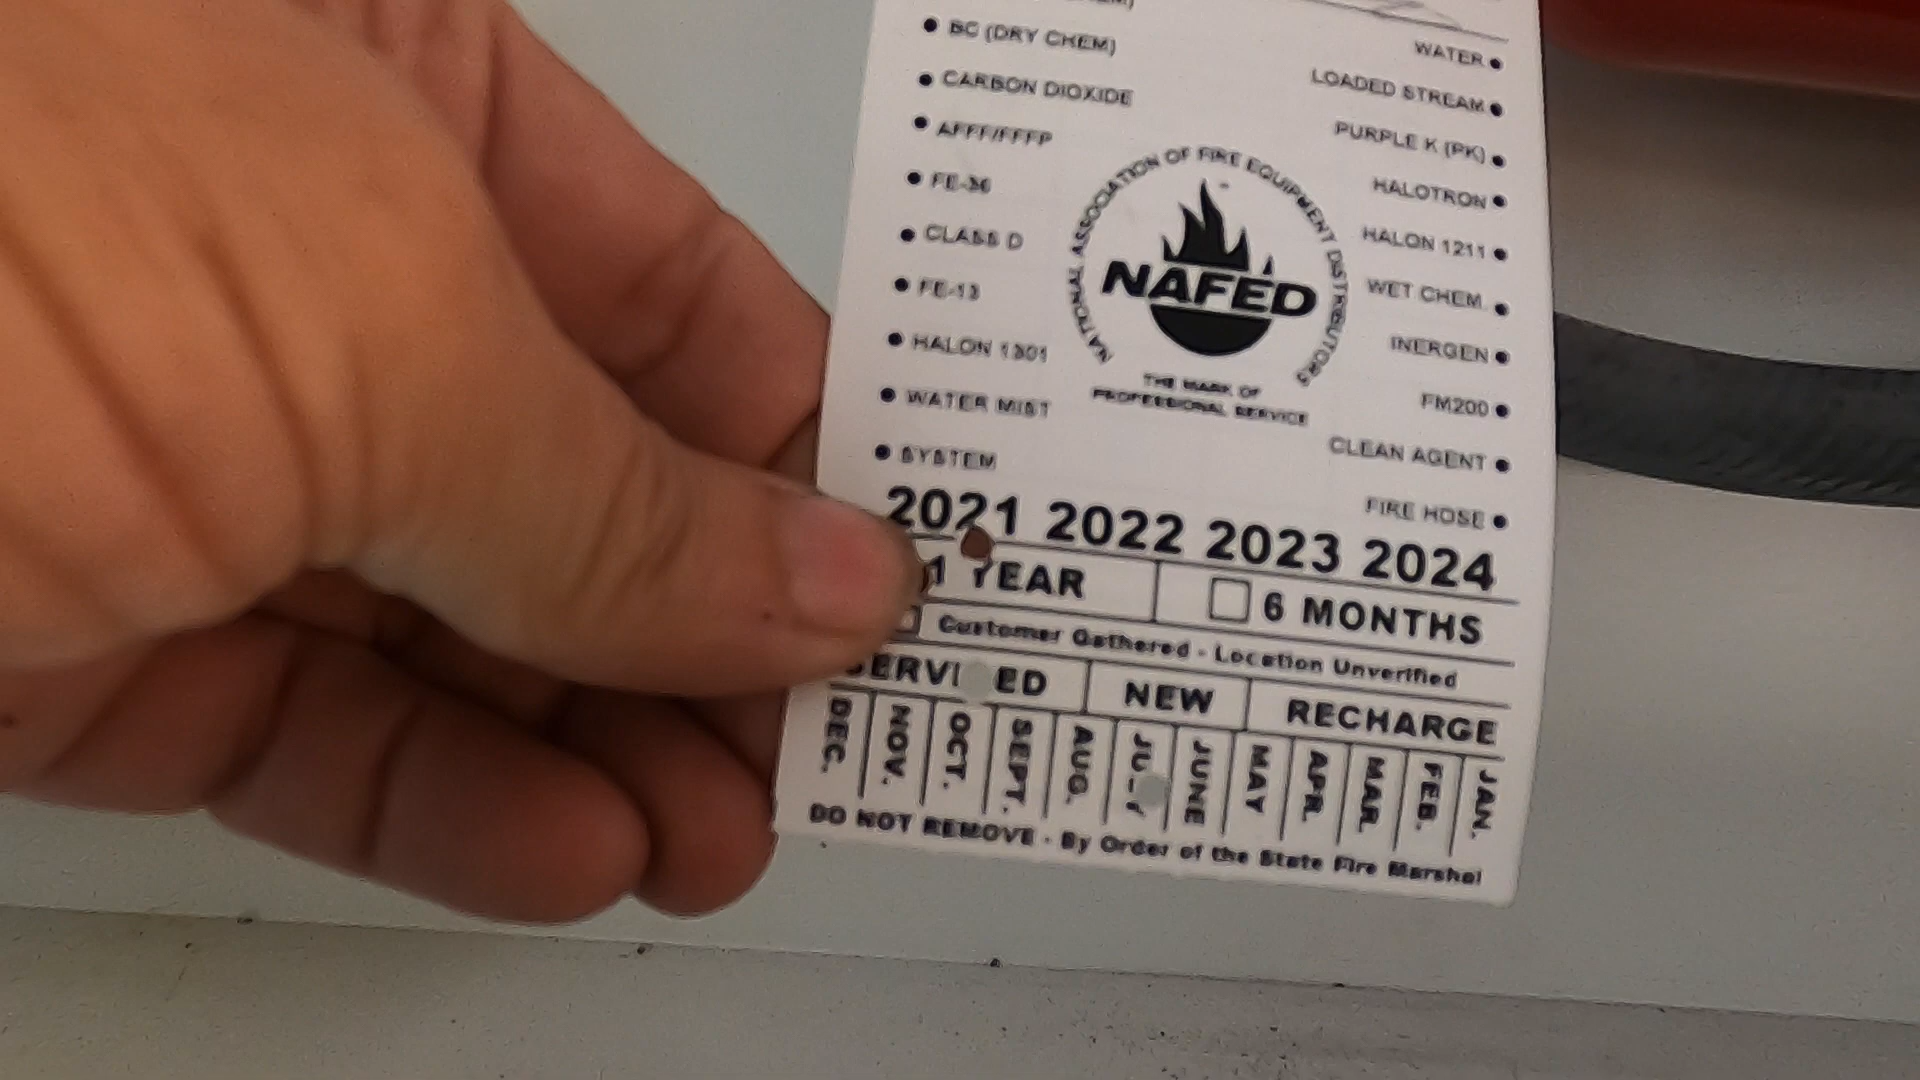 BC (DRY CHEM)
WATER
CARBON DIOXIDE
LOADED STREAM
AFFF/FFFP
PURPLE K (PK)
FE-36
HALOTRON
CLASS D
HALON 1211
FE-13
WET CHEM.
HALON 1301
INERGEN
WATER MIST
FM200
SYSTEM
CLEAN AGENT
FIRE HOSE
NATIONAL ASSOCIATION OF FIRE EQUIPMENT DISTRIBUTORS
NAFED
THE MARK OF
PROFESSIONAL SERVICE
2021 2022 2023 2024
1 YEAR 6 MONTHS
Customer Gathered - Location Unverified
SERVICED NEW RECHARGE
DEC. NOV. OCT. SEPT. AUG. JULY JUNE MAY APR. MAR. FEB. JAN.
DO NOT REMOVE - By Order of the State Fire Marshal